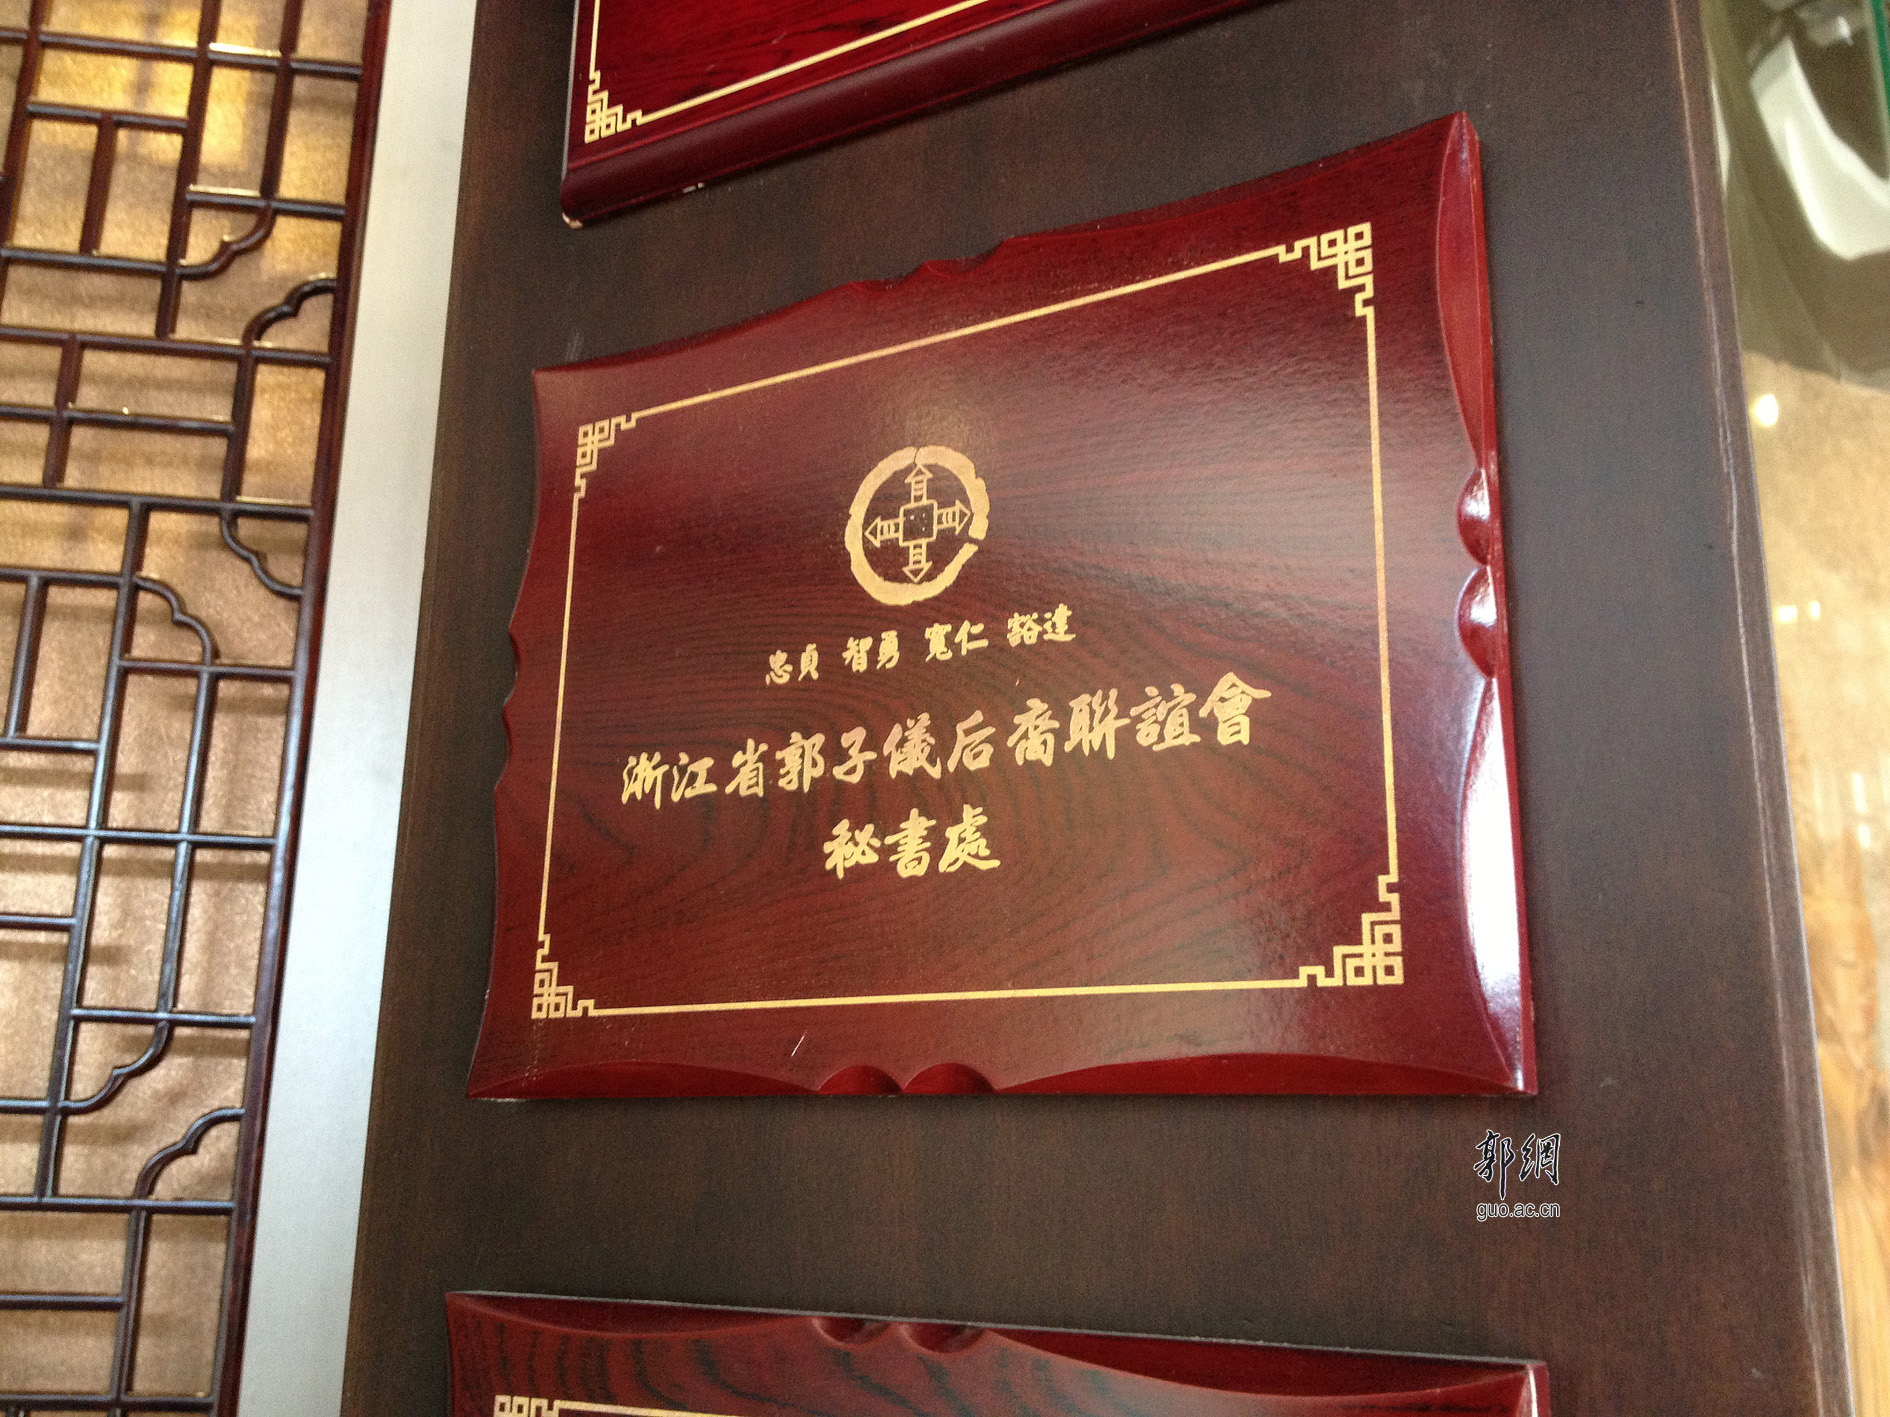 忠貞 智勇 寬仁 豁達
浙江省郭子儀后裔聯誼會
秘書處
郭網
guo.ac.cn